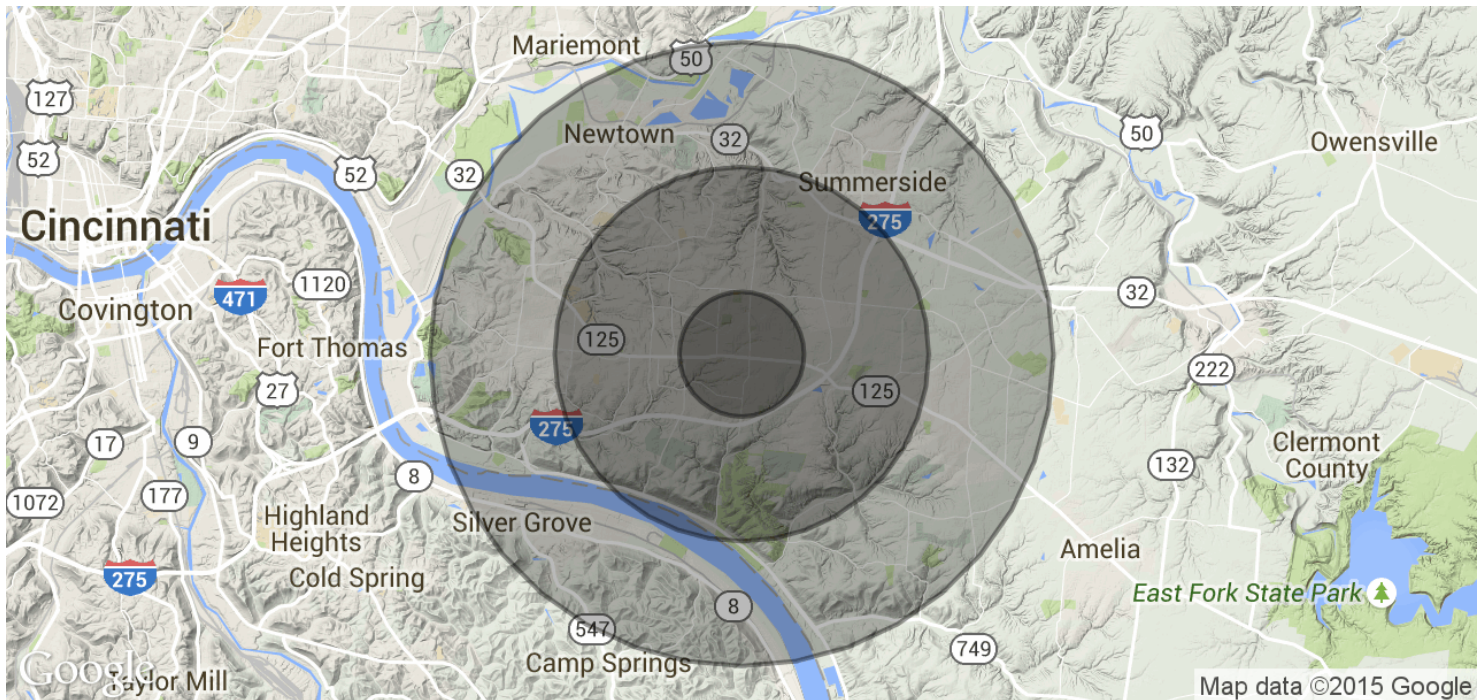 Mariemont
50
127
50
Newtown
32
Owensville
52
52
32
Summerside
275
Cincinnati
471
1120
32
Covington
125
Fort Thomas
222
27
125
275
17
9
8
Clermont
County
132
177
1072
Highland
Heights
Silver Grove
Amelia
275
Cold Spring
East Fork State Park
8
547
749
Camp Springs
Google
Taylor Mill
Map data ©2015 Google